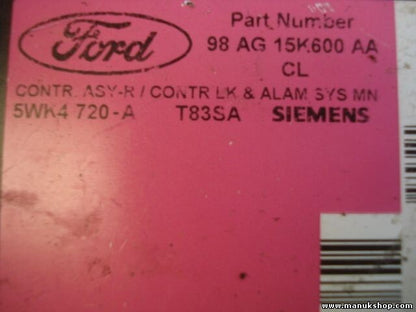 Ford
Part Number
98 AG 15K600 AA
CL
CONTR. ASY-R / CONTR LK & ALAM SYS MN
5WK4 720-A T83SA SIEMENS
www.manukshop.com